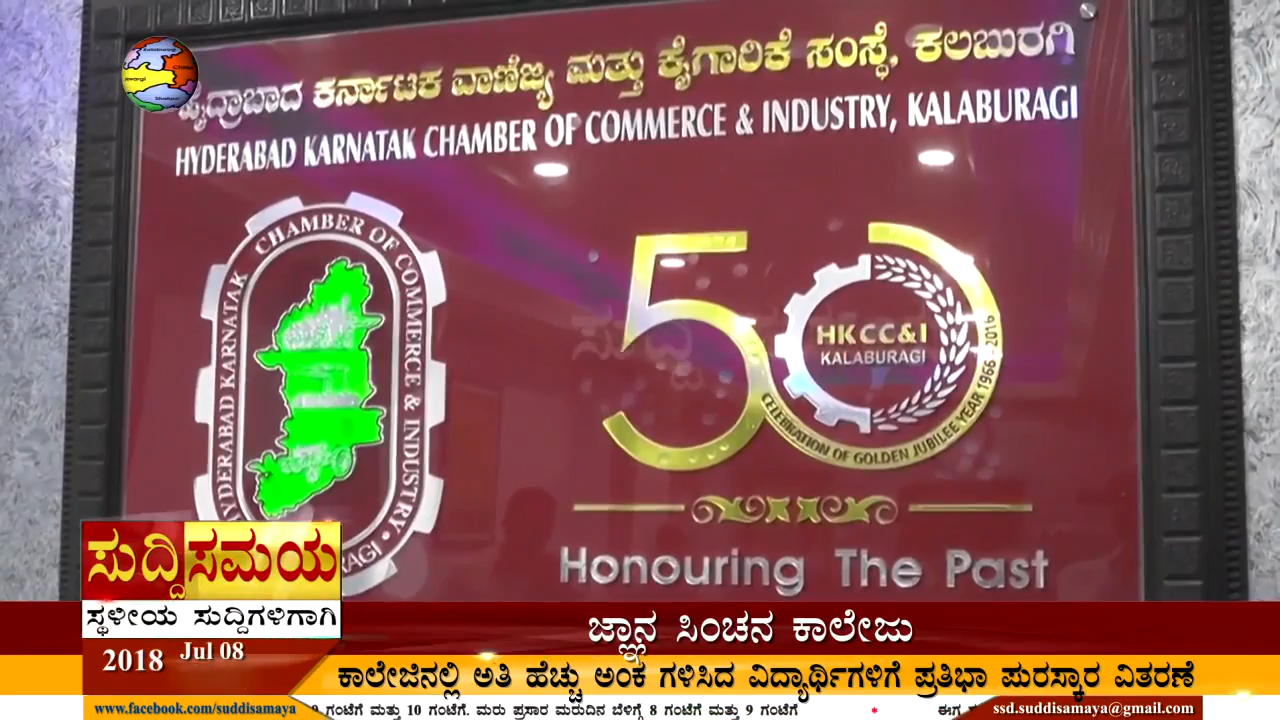 ಹೈದ್ರಾಬಾದ ಕರ್ನಾಟಕ ವಾಣಿಜ್ಯ ಮತ್ತು ಕೈಗಾರಿಕೆ ಸಂಸ್ಥೆ, ಕಲಬುರಗಿ
HYDERABAD KARNATAK CHAMBER OF COMMERCE & INDUSTRY, KALABURAGI
HYDERABAD KARNATAK CHAMBER OF COMMERCE & INDUSTRY •
50
HKCC&I
KALABURAGI
CELEBRATION OF GOLDEN JUBILEE YEAR 1966 - 2016
Honouring The Past
ಸುದ್ದಿಸಮಯ
ಸ್ಥಳೀಯ ಸುದ್ದಿಗಳಿಗಾಗಿ
2018 Jul 08
ಜ್ಞಾನ ಸಿಂಚನ ಕಾಲೇಜು
ಕಾಲೇಜಿನಲ್ಲಿ ಅತಿ ಹೆಚ್ಚು ಅಂಕ ಗಳಿಸಿದ ವಿದ್ಯಾರ್ಥಿಗಳಿಗೆ ಪ್ರತಿಭಾ ಪುರಸ್ಕಾರ ವಿತರಣೆ
www.facebook.com/suddisamaya 9 ಗಂಟೆಗೆ ಮತ್ತು 10 ಗಂಟೆಗೆ. ಮರು ಪ್ರಸಾರ ಮರುದಿನ ಬೆಳಿಗ್ಗೆ 8 ಗಂಟೆಗೆ ಮತ್ತು 9 ಗಂಟೆಗೆ * ಈಗ ssd.suddisamaya@gmail.com